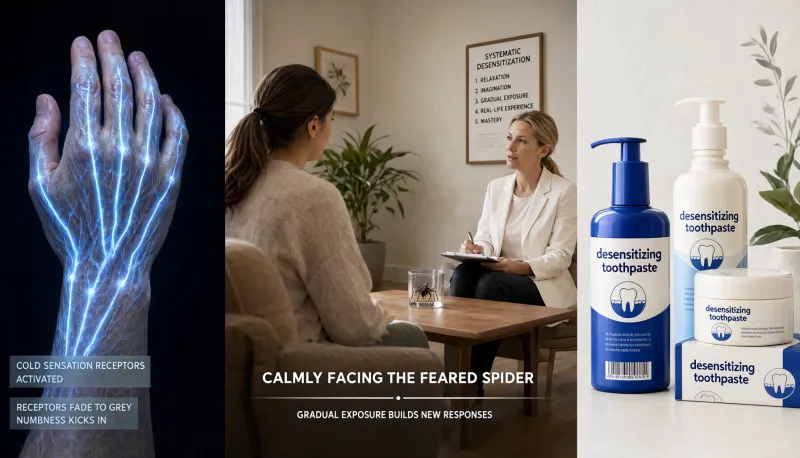 COLD SENSATION RECEPTORS
ACTIVATED
RECEPTORS FADE TO GREY
NUMBNESS KICKS IN
SYSTEMATIC
DESENSITIZATION
1. RELAXATION
2. IMAGINATION
3. GRADUAL EXPOSURE
4. REAL-LIFE EXPERIENCE
5. MASTERY
CALMLY FACING THE FEARED SPIDER
GRADUAL EXPOSURE BUILDS NEW RESPONSES
desensitizing
toothpaste
desensitizing
toothpaste
desensitizing
toothpaste
desensitizing
toothpaste